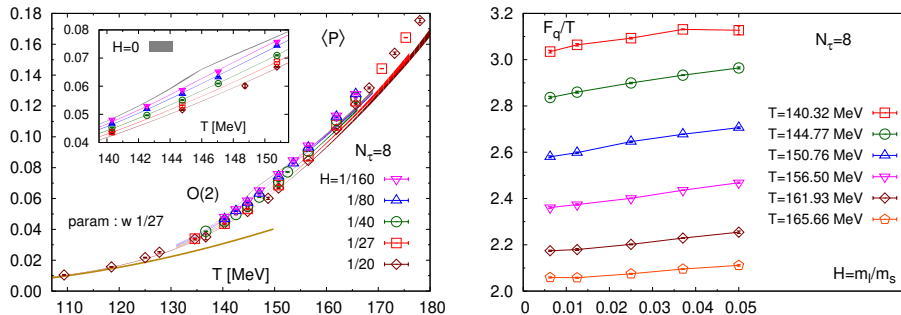 0.18
0.16
0.14
0.12
0.10
0.08
0.06
0.04
0.02
0.00
110 120 130 140 150 160 170 180
T [MeV]
⟨P⟩
0.08
0.07
0.06
0.05
0.04
140 142 144 146 148 150
T [MeV]
H=0
O(2)
param : w 1/27
Nτ=8
H=1/160
1/80
1/40
1/27
1/20
3.2
3.0
2.8
2.6
2.4
2.2
2.0
0 0.01 0.02 0.03 0.04 0.05
Fq/T
Nτ=8
T=140.32 MeV
T=144.77 MeV
T=150.76 MeV
T=156.50 MeV
T=161.93 MeV
T=165.66 MeV
H=ml/ms